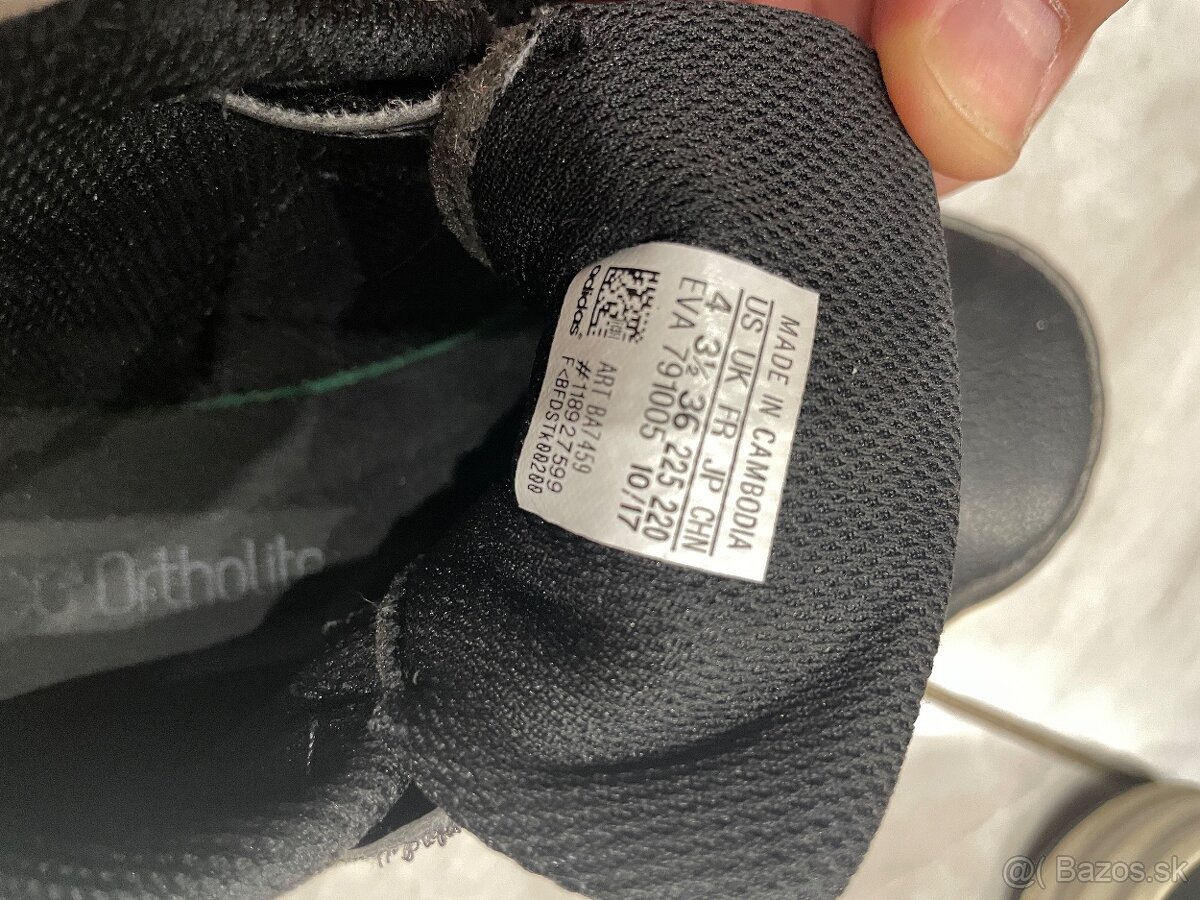 MADE IN CAMBODIA
US UK FR JP CHN
4 3½ 36 225 220
EVA 791005 10/17
adidas
ART BA7459
#118927599
F<BFDSTK00200
OrthoLite
Bazos.sk